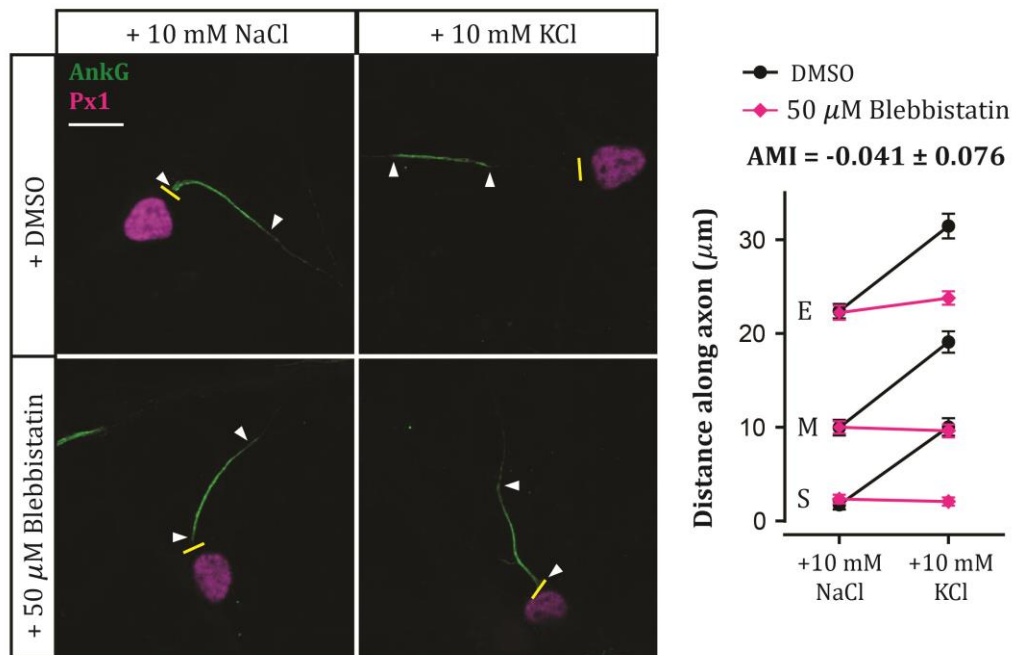 + 10 mM NaCl
+ 10 mM KCl
+ DMSO
+ 50 μM Blebbistatin
AnkG
Px1
DMSO
50 μM Blebbistatin
AMI = -0.041 ± 0.076
Distance along axon (μm)
30
20
10
0
E
M
S
+10 mM
NaCl
+10 mM
KCl